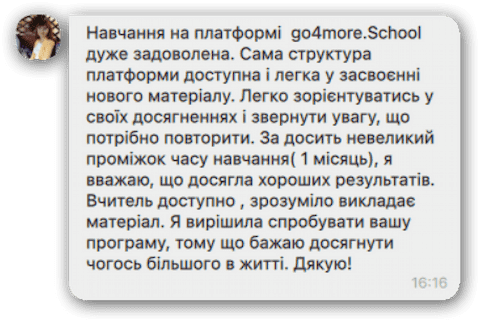 Навчання на платформі  go4more.School
дуже задоволена. Сама структура
платформи доступна і легка у засвоєнні
нового матеріалу. Легко зорієнтуватись у
своїх досягненнях і звернути увагу, що
потрібно повторити. За досить невеликий
проміжок часу навчання( 1 місяць), я
вважаю, що досягла хороших результатів.
Вчитель доступно , зрозуміло викладає
матеріал. Я вирішила спробувати вашу
програму, тому що бажаю досягнути
чогось більшого в житті. Дякую!
16:16